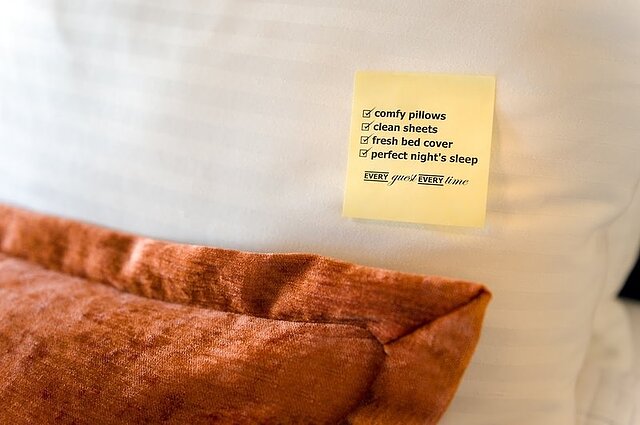 ☑ comfy pillows
☑ clean sheets
☑ fresh bed cover
☑ perfect night's sleep
EVERY guest EVERY time